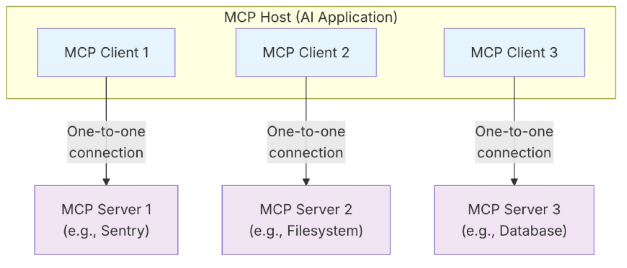 MCP Host (AI Application)
MCP Client 1
MCP Client 2
MCP Client 3
One-to-one
connection
One-to-one
connection
One-to-one
connection
MCP Server 1
(e.g., Sentry)
MCP Server 2
(e.g., Filesystem)
MCP Server 3
(e.g., Database)